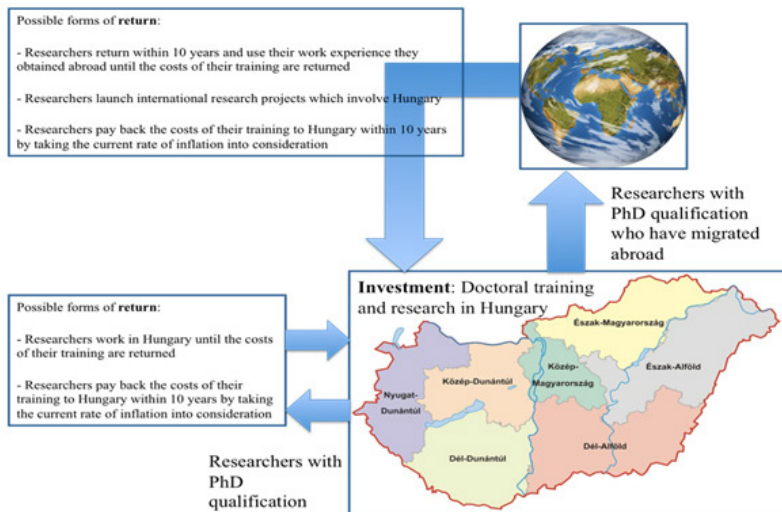 Possible forms of return:
- Researchers return within 10 years and use their work experience they
obtained abroad until the costs of their training are returned
- Researchers launch international research projects which involve Hungary
- Researchers pay back the costs of their training to Hungary within 10 years
by taking the current rate of inflation into consideration
Researchers with
PhD qualification
who have migrated
abroad
Possible forms of return:
- Researchers work in Hungary until the costs
of their training are returned
- Researchers pay back the costs of their
training to Hungary within 10 years by taking
the current rate of inflation into consideration
Researchers with
PhD
qualification
Investment: Doctoral training
and research in Hungary
Észak-Magyarország
Észak-Alföld
Közép-
Magyarország
Közép-Dunántúl
Nyugat-
Dunántúl
Dél-Dunántúl
Dél-Alföld